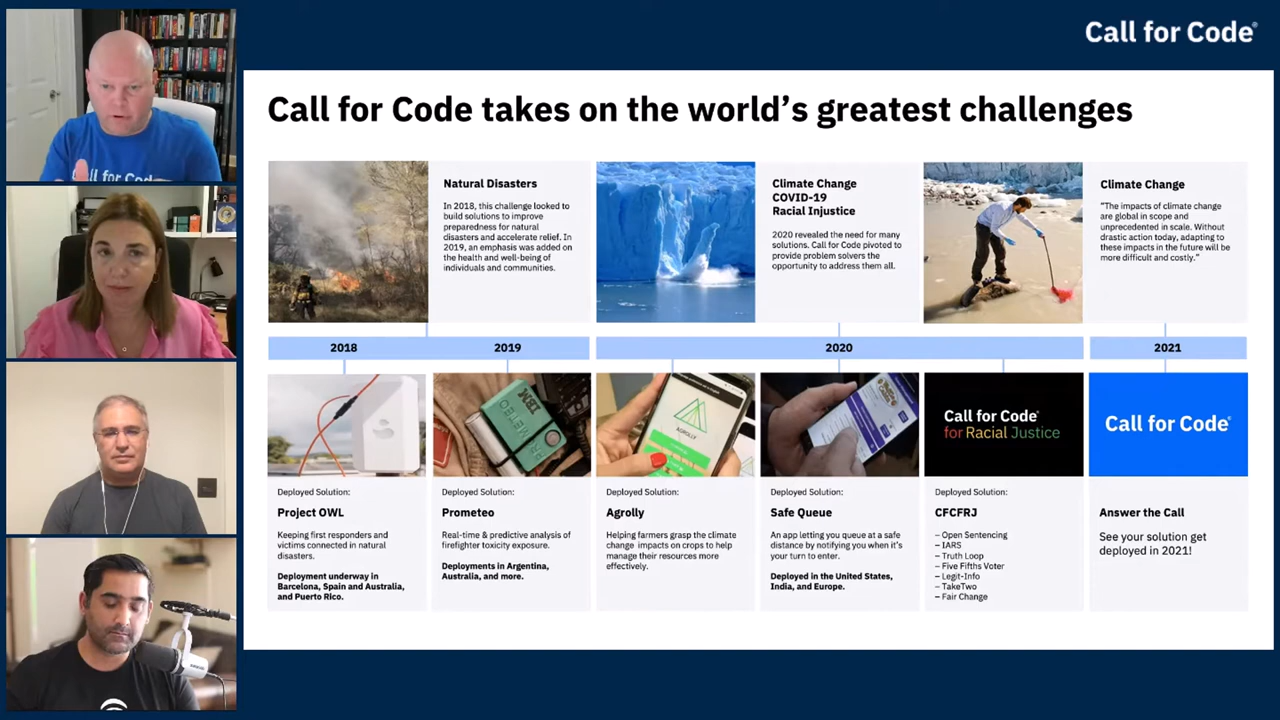 Call for Code®
Call for Code takes on the world's greatest challenges
Natural Disasters
In 2018, this challenge looked to
build solutions to improve
preparedness for natural
disasters and accelerate relief. In
2019, an emphasis was added on
the health and well-being of
individuals and communities.
Climate Change
COVID-19
Racial Injustice
2020 revealed the need for many
solutions. Call for Code pivoted to
provide problem solvers the
opportunity to address them all.
Climate Change
“The impacts of climate change
are global in scope and
unprecedented in scale. Without
drastic action today, adapting to
these impacts in the future will be
more difficult and costly.”
2018
2019
2020
2021
IBM
AGROLLY
Call for Code®
for Racial Justice
Call for Code®
Deployed Solution:
Project OWL
Keeping first responders and
victims connected in natural
disasters.
Deployment underway in
Barcelona, Spain and Australia,
and Puerto Rico.
Deployed Solution:
Prometeo
Real-time & predictive analysis of
firefighter toxicity exposure.
Deployments in Argentina,
Australia, and more.
Deployed Solution:
Agrolly
Helping farmers grasp the climate
change impacts on crops to help
manage their resources more
effectively.
Deployed Solution:
Safe Queue
An app letting you queue at a safe
distance by notifying you when it's
your turn to enter.
Deployed in the United States,
India, and Europe.
Deployed Solution:
CFCFRJ
– Open Sentencing
– IARS
– Truth Loop
– Five Fifths Voter
– Legit-Info
– TakeTwo
– Fair Change
Answer the Call
See your solution get
deployed in 2021!